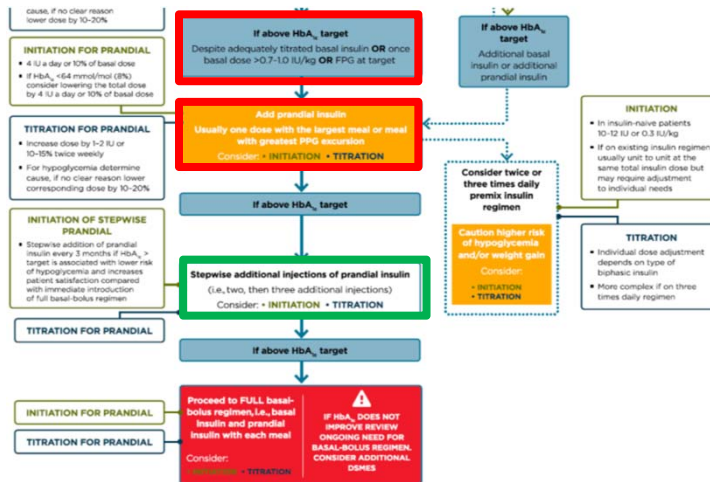 cause, if no clear reason
lower dose by 10–20%
INITIATION FOR PRANDIAL
• 4 IU a day or 10% of basal dose
• If HbA1c <64 mmol/mol (8%)
consider lowering the total dose
by 4 IU a day or 10% of basal dose
TITRATION FOR PRANDIAL
• Increase dose by 1–2 IU or
10–15% twice weekly
• For hypoglycemia determine
cause, if no clear reason lower
corresponding dose by 10–20%
INITIATION OF STEPWISE
PRANDIAL
• Stepwise addition of prandial
insulin every 3 months if HbA1c >
target is associated with lower risk
of hypoglycemia and increases
patient satisfaction compared
with immediate introduction
of full basal-bolus regimen
TITRATION FOR PRANDIAL
INITIATION FOR PRANDIAL
TITRATION FOR PRANDIAL
If above HbA1c target
Despite adequately titrated basal insulin OR once
basal dose >0.7-1.0 IU/kg OR FPG at target
Add prandial insulin
Usually one dose with the largest meal or meal
with greatest PPG excursion
Consider: • INITIATION • TITRATION
If above HbA1c target
Stepwise additional injections of prandial insulin
(i.e., two, then three additional injections)
Consider: • INITIATION • TITRATION
If above HbA1c target
Proceed to FULL basal-
bolus regimen, i.e., basal
insulin and prandial
insulin with each meal
Consider:
• INITIATION • TITRATION
IF HbA1c DOES NOT
IMPROVE REVIEW
ONGOING NEED FOR
BASAL-BOLUS REGIMEN.
CONSIDER ADDITIONAL
DSMES
If above HbA1c
target
Additional basal
insulin or additional
prandial insulin
Consider twice or
three times daily
premix insulin
regimen
Caution higher risk
of hypoglycemia
and/or weight gain
Consider:
• INITIATION
• TITRATION
INITIATION
• In insulin-naive patients
10-12 IU or 0.3 IU/kg
• If on existing insulin regimen
usually unit to unit at the
same total insulin dose but
may require adjustment
to individual needs
TITRATION
• Individual dose adjustment
depends on type of
biphasic insulin
• More complex if on three
times daily regimen